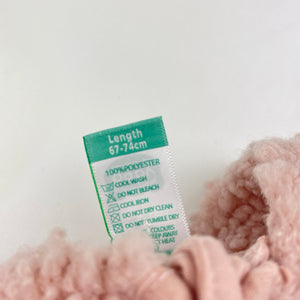 Length
67-74cm
100%POLYESTER
COOL WASH
DO NOT BLEACH
COOL IRON
DO NOT DRY CLEAN
DO NOT TUMBLE DRY
COLOURS
HEAT